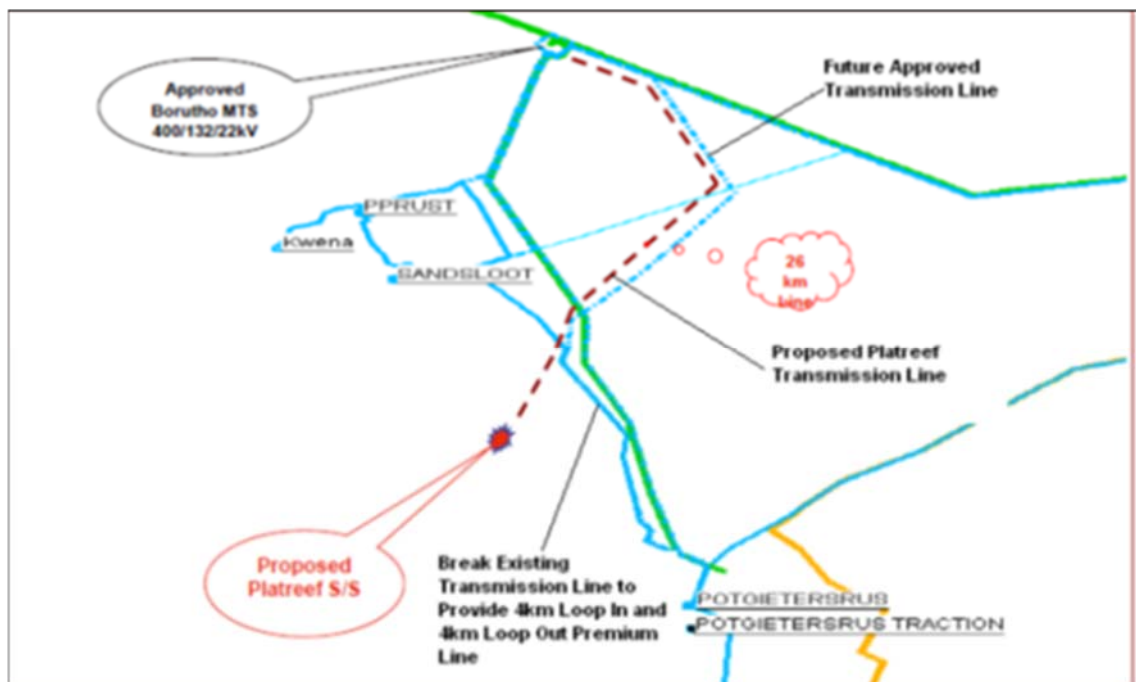 Approved
Borutho MTS
400/132/22kV
Future Approved
Transmission Line
PPRUST
Kwena
SANDSLOOT
26
km
Line
Proposed Platreef
Transmission Line
Proposed
Platreef S/S
Break Existing
Transmission Line to
Provide 4km Loop In and
4km Loop Out Premium
Line
POTGIETERSRUS
POTGIETERSRUS TRACTION